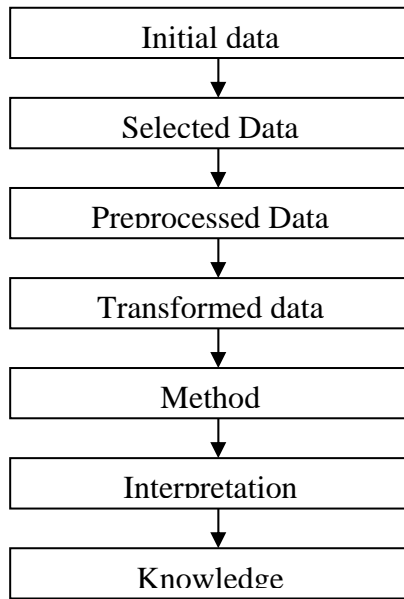 Initial data
Selected Data
Preprocessed Data
Transformed data
Method
Interpretation
Knowledge